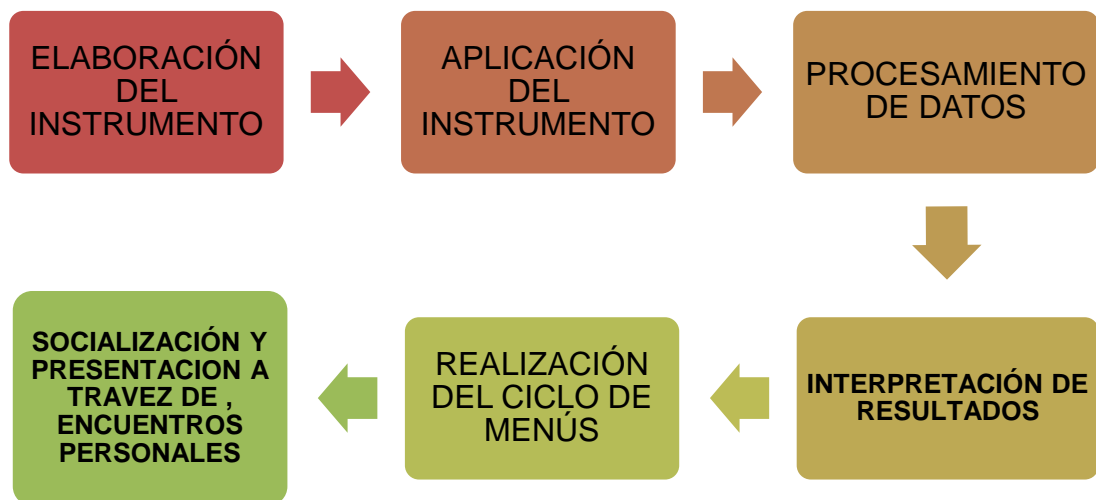 ELABORACIÓN
DEL
INSTRUMENTO
APLICACIÓN
DEL
INSTRUMENTO
PROCESAMIENTO
DE DATOS
INTERPRETACIÓN DE
RESULTADOS
REALIZACIÓN
DEL CICLO DE
MENÚS
SOCIALIZACIÓN Y
PRESENTACION A
TRAVEZ DE ,
ENCUENTROS
PERSONALES